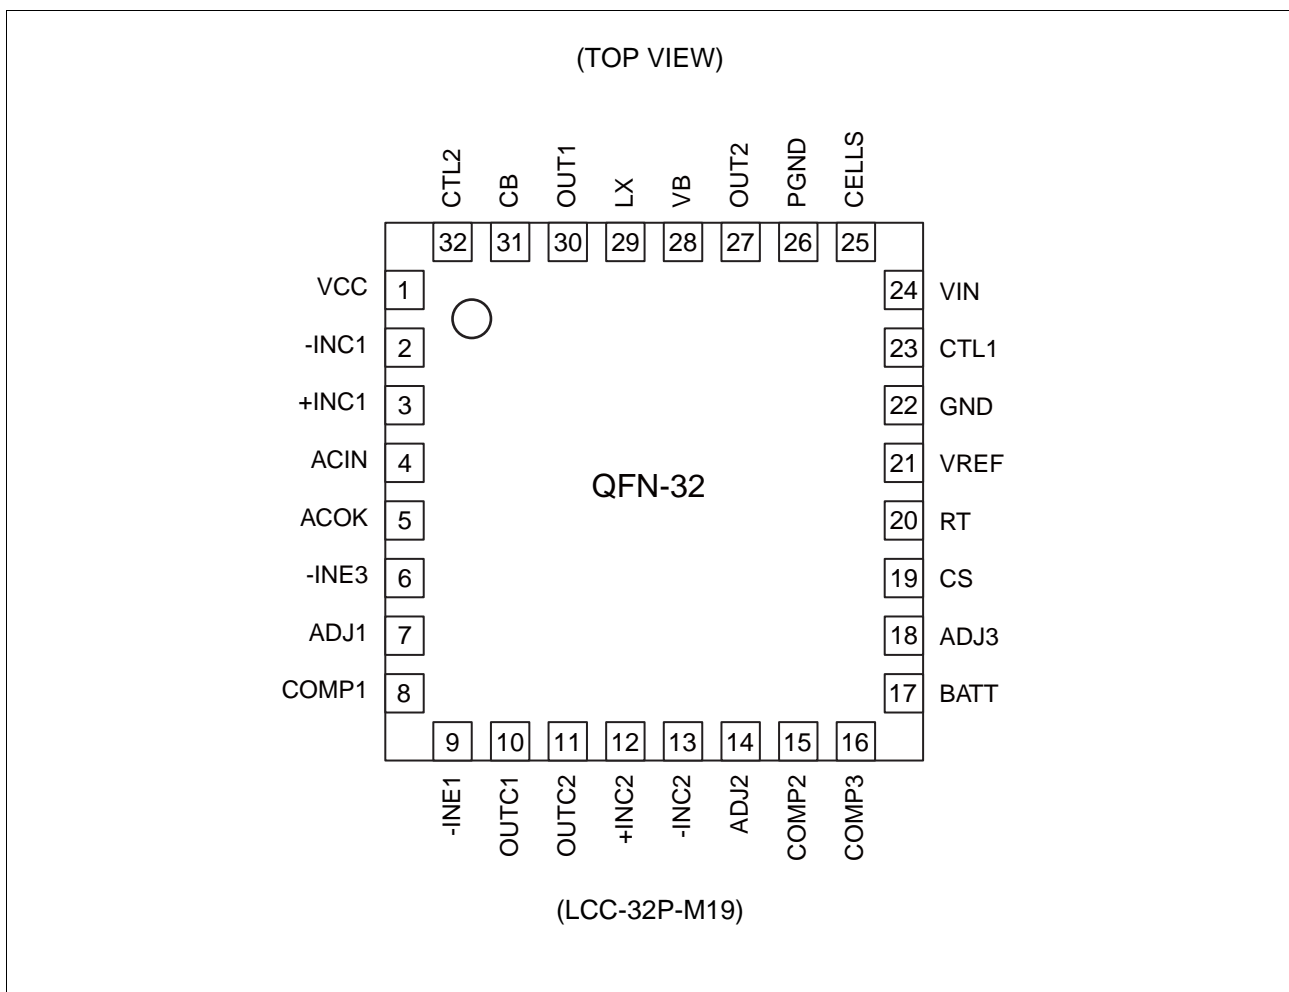 (TOP VIEW)
CTL2
CB
OUT1
LX
VB
OUT2
PGND
CELLS
32
31
30
29
28
27
26
25
VCC 1
-INC1 2
+INC1 3
ACIN 4
ACOK 5
-INE3 6
ADJ1 7
COMP1 8
24 VIN
23 CTL1
22 GND
21 VREF
20 RT
19 CS
18 ADJ3
17 BATT
QFN-32
9
10
11
12
13
14
15
16
-INE1
OUTC1
OUTC2
+INC2
-INC2
ADJ2
COMP2
COMP3
(LCC-32P-M19)